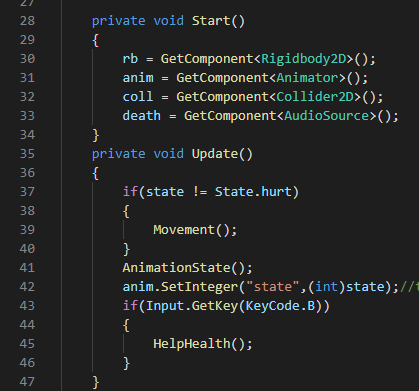 27
28 private void Start()
29 {
30 rb = GetComponent<Rigidbody2D>();
31 anim = GetComponent<Animator>();
32 coll = GetComponent<Collider2D>();
33 death = GetComponent<AudioSource>();
34 }
35 private void Update()
36 {
37 if(state != State.hurt)
38 {
39 Movement();
40 }
41 AnimationState();
42 anim.SetInteger("state",(int)state);//
43 if(Input.GetKey(KeyCode.B))
44 {
45 HelpHealth();
46 }
47 }